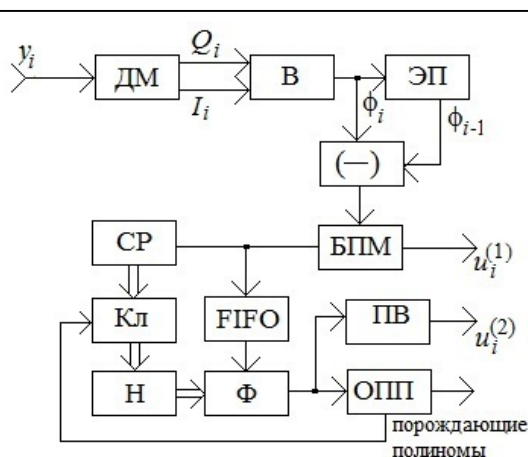 Q_i
y_i
ДМ
В
ЭП
I_i
ϕ_i
ϕ_{i-1}
(—)
СР
БПМ
u_i^{(1)}
Кл
FIFO
ПВ
u_i^{(2)}
Н
Ф
ОПП
порождающие
полиномы